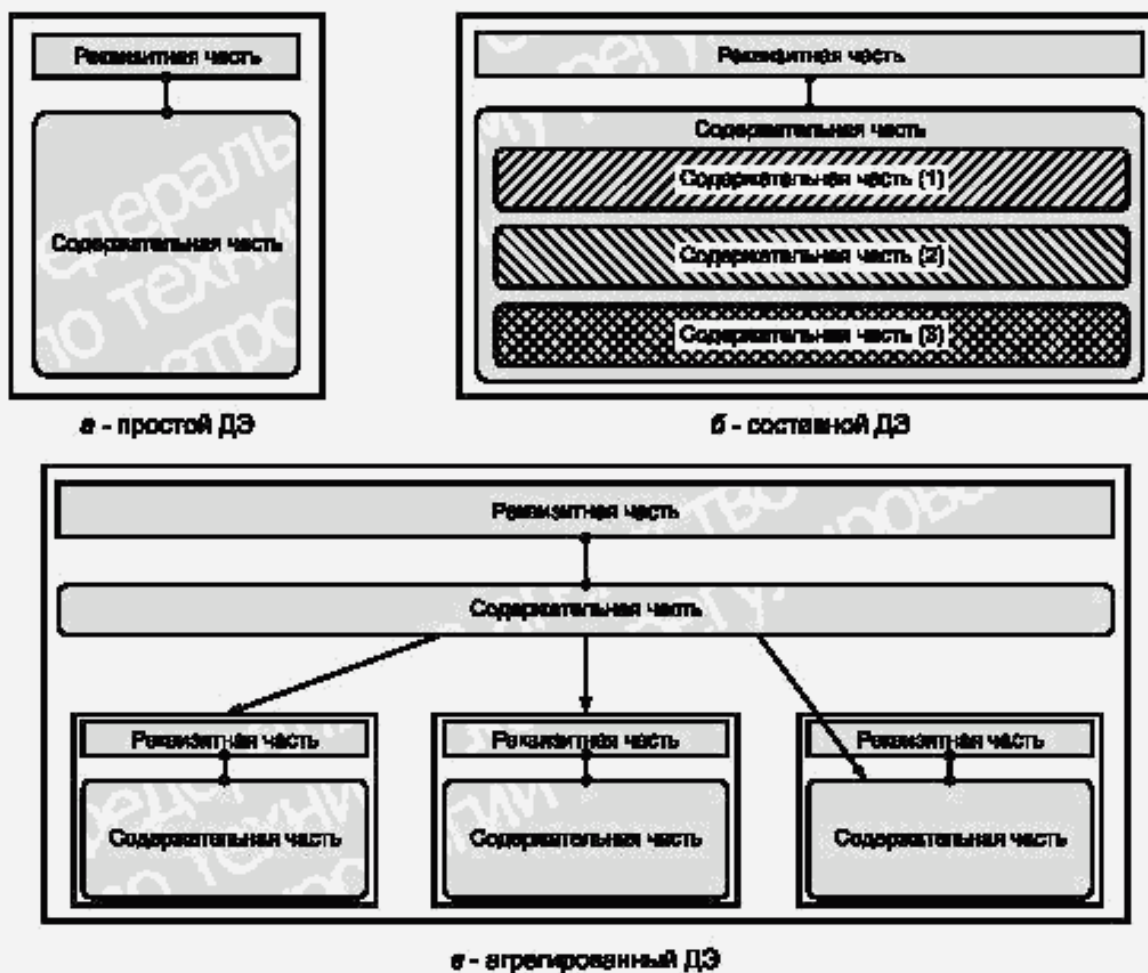 Реквизитная часть
Содержательная часть
а - простой ДЭ
Реквизитная часть
Содержательная часть
Содержательная часть (1)
Содержательная часть (2)
Содержательная часть (3)
б - составной ДЭ
Реквизитная часть
Содержательная часть
Реквизитная часть
Реквизитная часть
Реквизитная часть
Содержательная часть
Содержательная часть
Содержательная часть
в - агрегированный ДЭ